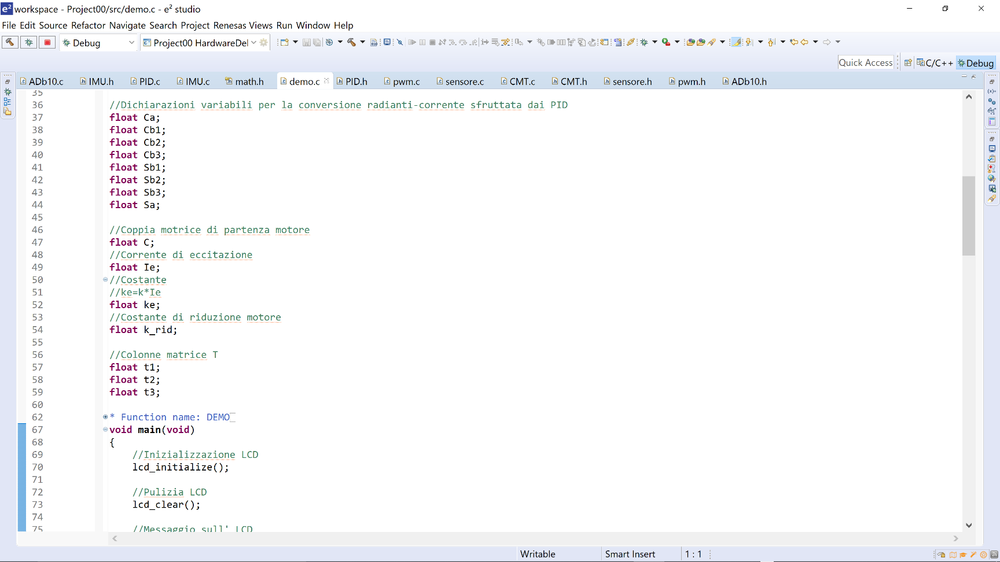 workspace - Project00/src/demo.c - e² studio
File Edit Source Refactor Navigate Search Project Renesas Views Run Window Help
Debug Project00 HardwareDel
Quick Access C/C++ Debug
ADb10.c IMU.h PID.c IMU.c math.h demo.c PID.h pwm.c sensore.c CMT.c CMT.h sensore.h pwm.h ADb10.h
35
36 //Dichiarazioni variabili per la conversione radianti-corrente sfruttata dai PID
37 float Ca;
38 float Cb1;
39 float Cb2;
40 float Cb3;
41 float Sb1;
42 float Sb2;
43 float Sb3;
44 float Sa;
45
46 //Coppia motrice di partenza motore
47 float C;
48 //Corrente di eccitazione
49 float Ie;
50 //Costante
51 //ke=k*Ie
52 float ke;
53 //Costante di riduzione motore
54 float k_rid;
55
56 //Colonne matrice T
57 float t1;
58 float t2;
59 float t3;
60
62 * Function name: DEMO
67 void main(void)
68 {
69 //Inizializzazione LCD
70 lcd_initialize();
71
72 //Pulizia LCD
73 lcd_clear();
74
75 //Messaggio sull' LCD
Writable Smart Insert 1 : 1